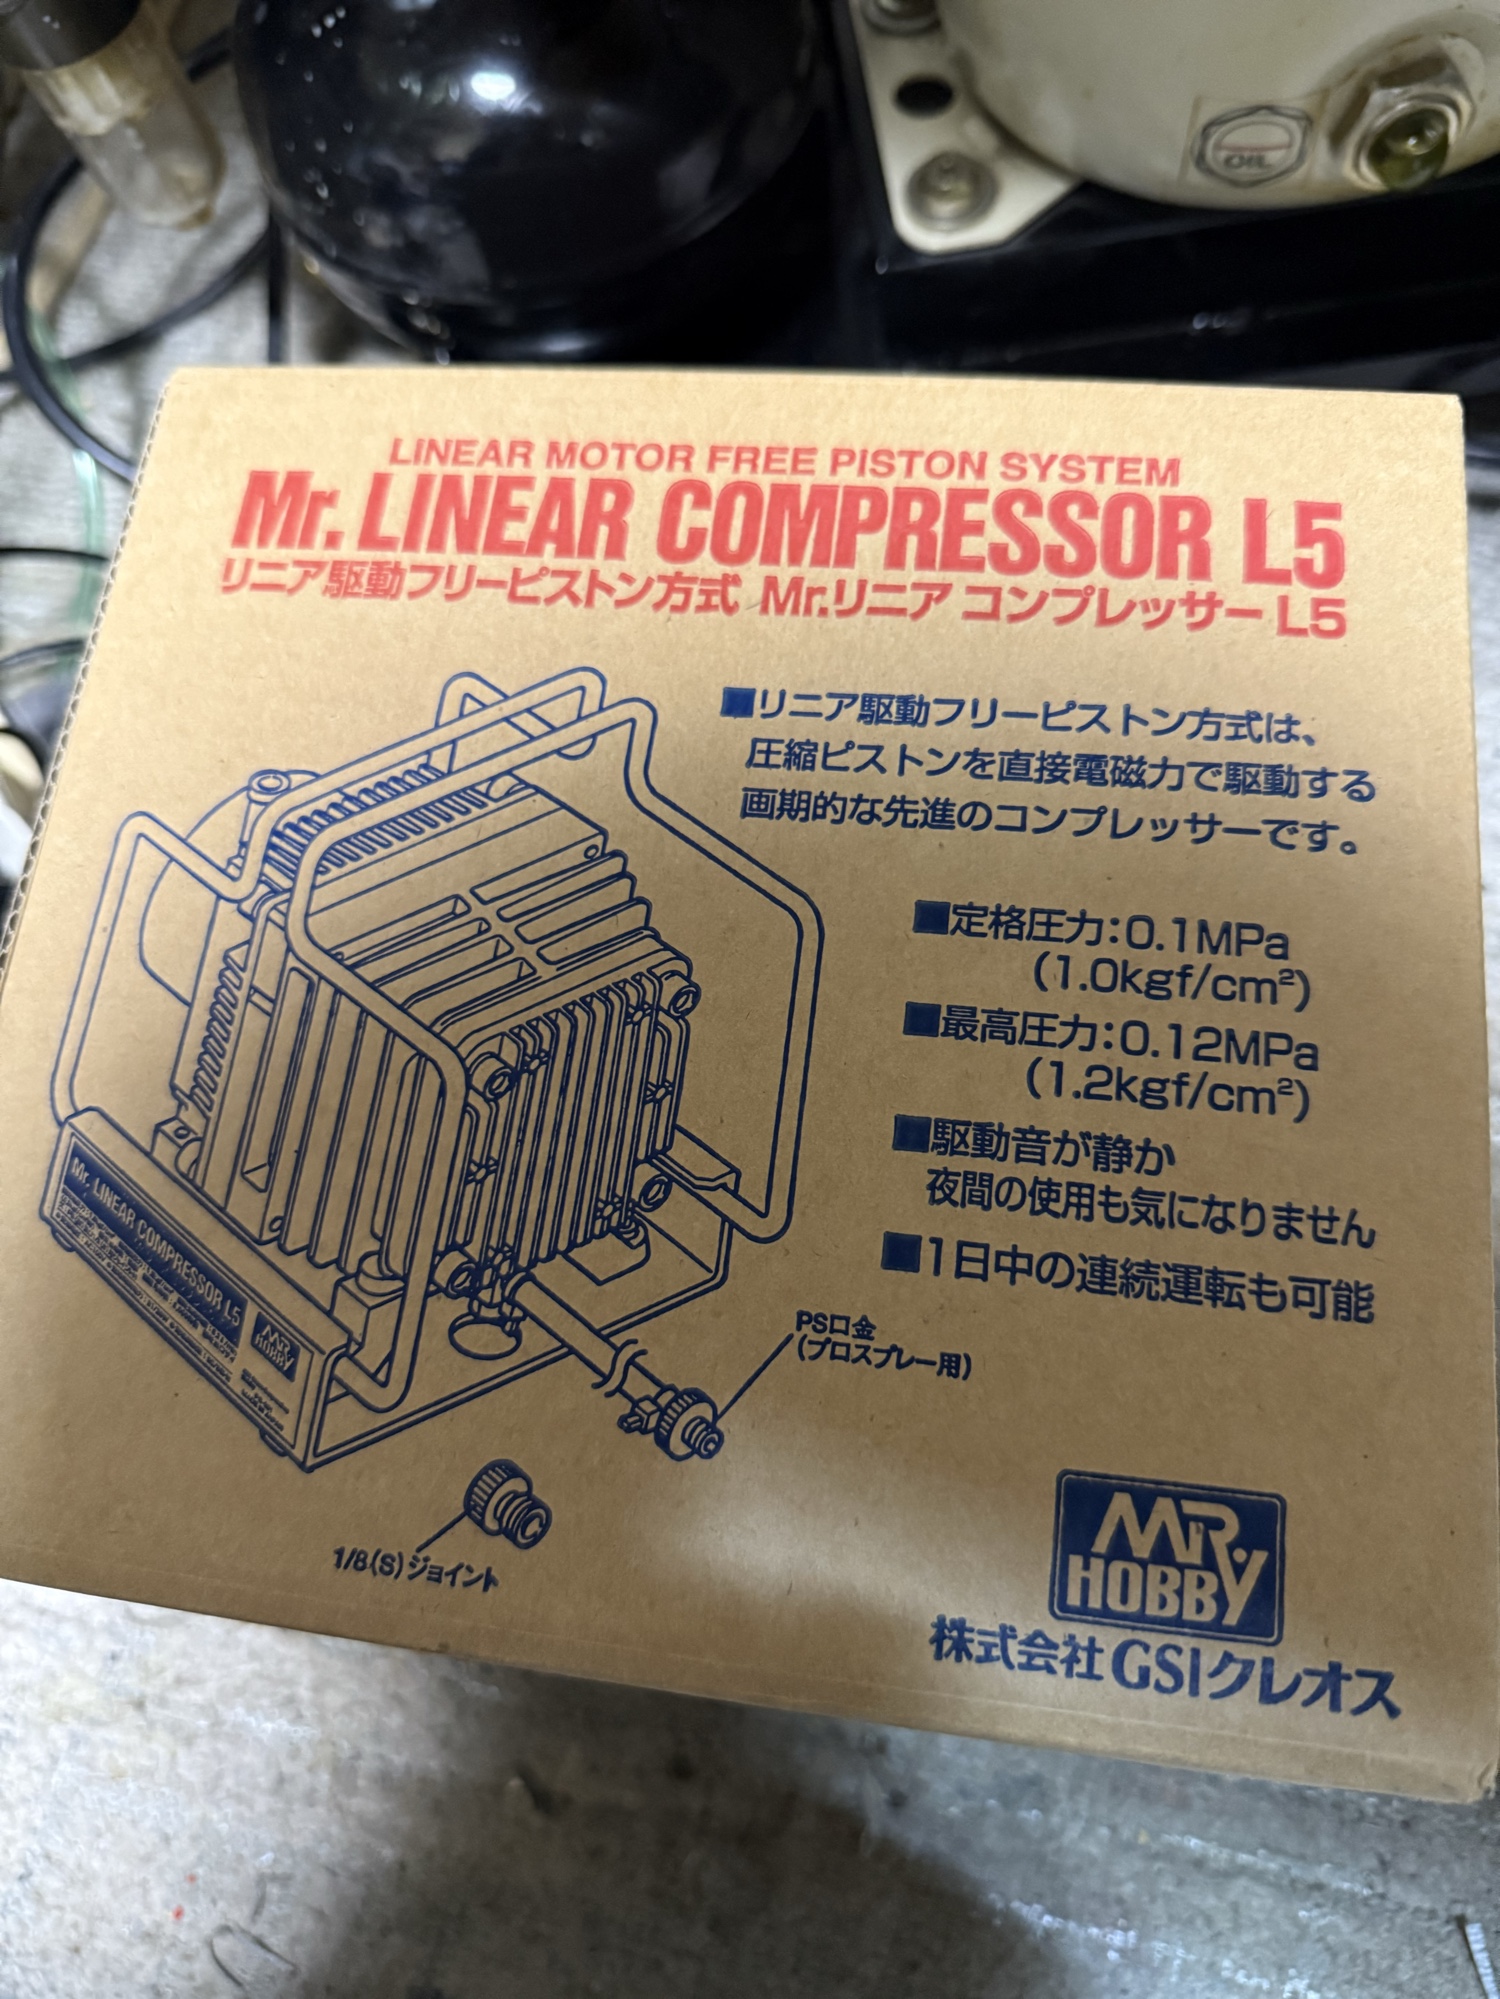 OIL
LINEAR MOTOR FREE PISTON SYSTEM
Mr. LINEAR COMPRESSOR L5
リニア駆動フリーピストン方式 Mr.リニア コンプレッサー L5
■リニア駆動フリーピストン方式は、
圧縮ピストンを直接電磁力で駆動する
画期的な先進のコンプレッサーです。
■定格圧力：0.1MPa
(1.0kgf/cm²)
■最高圧力：0.12MPa
(1.2kgf/cm²)
■駆動音が静か
夜間の使用も気になりません
■1日中の連続運転も可能
Mr. LINEAR COMPRESSOR L5
MR. HOBBY
PS口金
(プロスプレー用)
1/8(S)ジョイント
MR. HOBBY
株式会社GSIクレオス